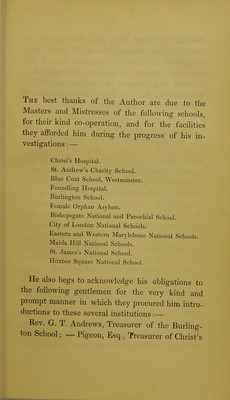 The best thanks of the Author are due to the
Masters and Mistresses of the following schools,
for their kind co-operation, and for the facilities
they afforded him during the progress of his in-
vestigations :—
Christ's Hospital.
St. Andrew's Charity School.
Blue Coat School, Westminster.
Foundling Hospital.
Burlington School.
Female Orphan Asylum.
Bishopsgate National and Parochial School.
City of London National Schools.
Eastern and Western Marylebone National Schools.
Maida Hill National Schools.
St. James's National School.
Hoxton Square National School.
He also begs to acknowledge his obligations to
the following gentlemen for the very kind and
prompt manner in which they procured him intro-
ductions to these several institutions :—
Rev. G. T. Andrews, Treasurer of the Burling-
ton School; — Pigeon, Esq., Treasurer of Christ's